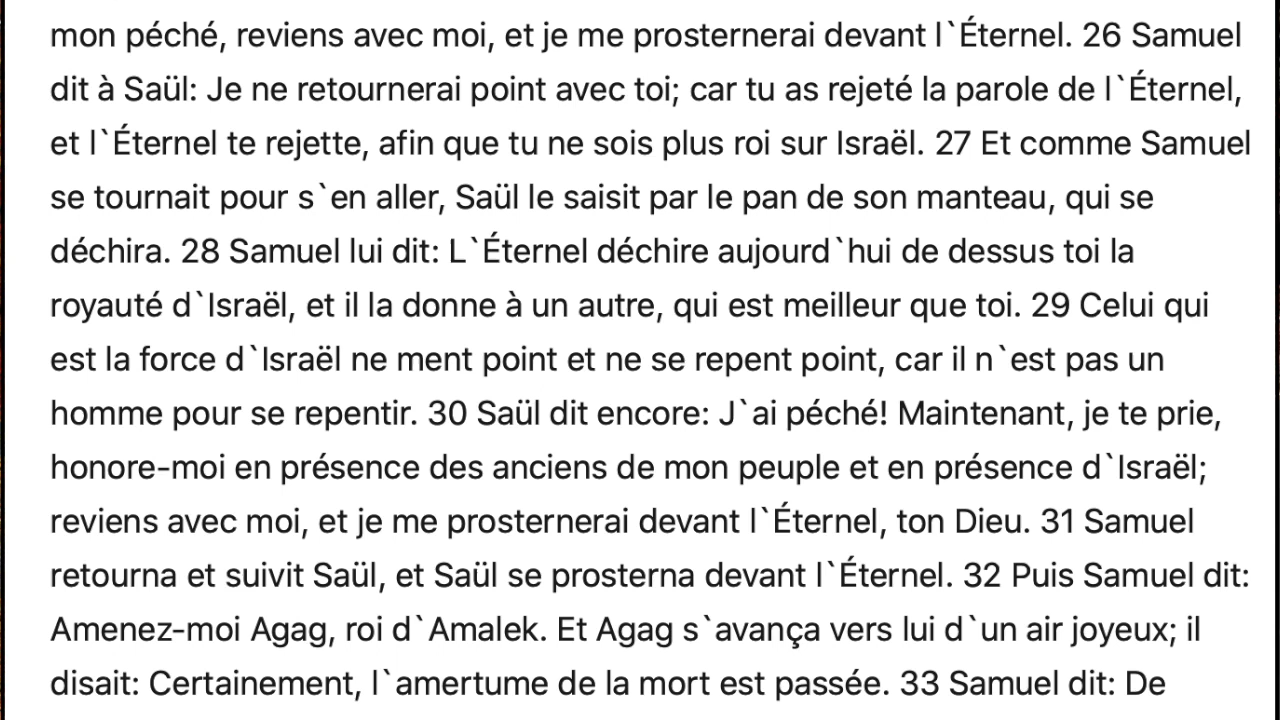 mon péché, reviens avec moi, et je me prosternerai devant l`Éternel. 26 Samuel
dit à Saül: Je ne retournerai point avec toi; car tu as rejeté la parole de l`Éternel,
et l`Éternel te rejette, afin que tu ne sois plus roi sur Israël. 27 Et comme Samuel
se tournait pour s`en aller, Saül le saisit par le pan de son manteau, qui se
déchira. 28 Samuel lui dit: L`Éternel déchire aujourd`hui de dessus toi la
royauté d`Israël, et il la donne à un autre, qui est meilleur que toi. 29 Celui qui
est la force d`Israël ne ment point et ne se repent point, car il n`est pas un
homme pour se repentir. 30 Saül dit encore: J`ai péché! Maintenant, je te prie,
honore-moi en présence des anciens de mon peuple et en présence d`Israël;
reviens avec moi, et je me prosternerai devant l`Éternel, ton Dieu. 31 Samuel
retourna et suivit Saül, et Saül se prosterna devant l`Éternel. 32 Puis Samuel dit:
Amenez-moi Agag, roi d`Amalek. Et Agag s`avança vers lui d`un air joyeux; il
disait: Certainement, l`amertume de la mort est passée. 33 Samuel dit: De